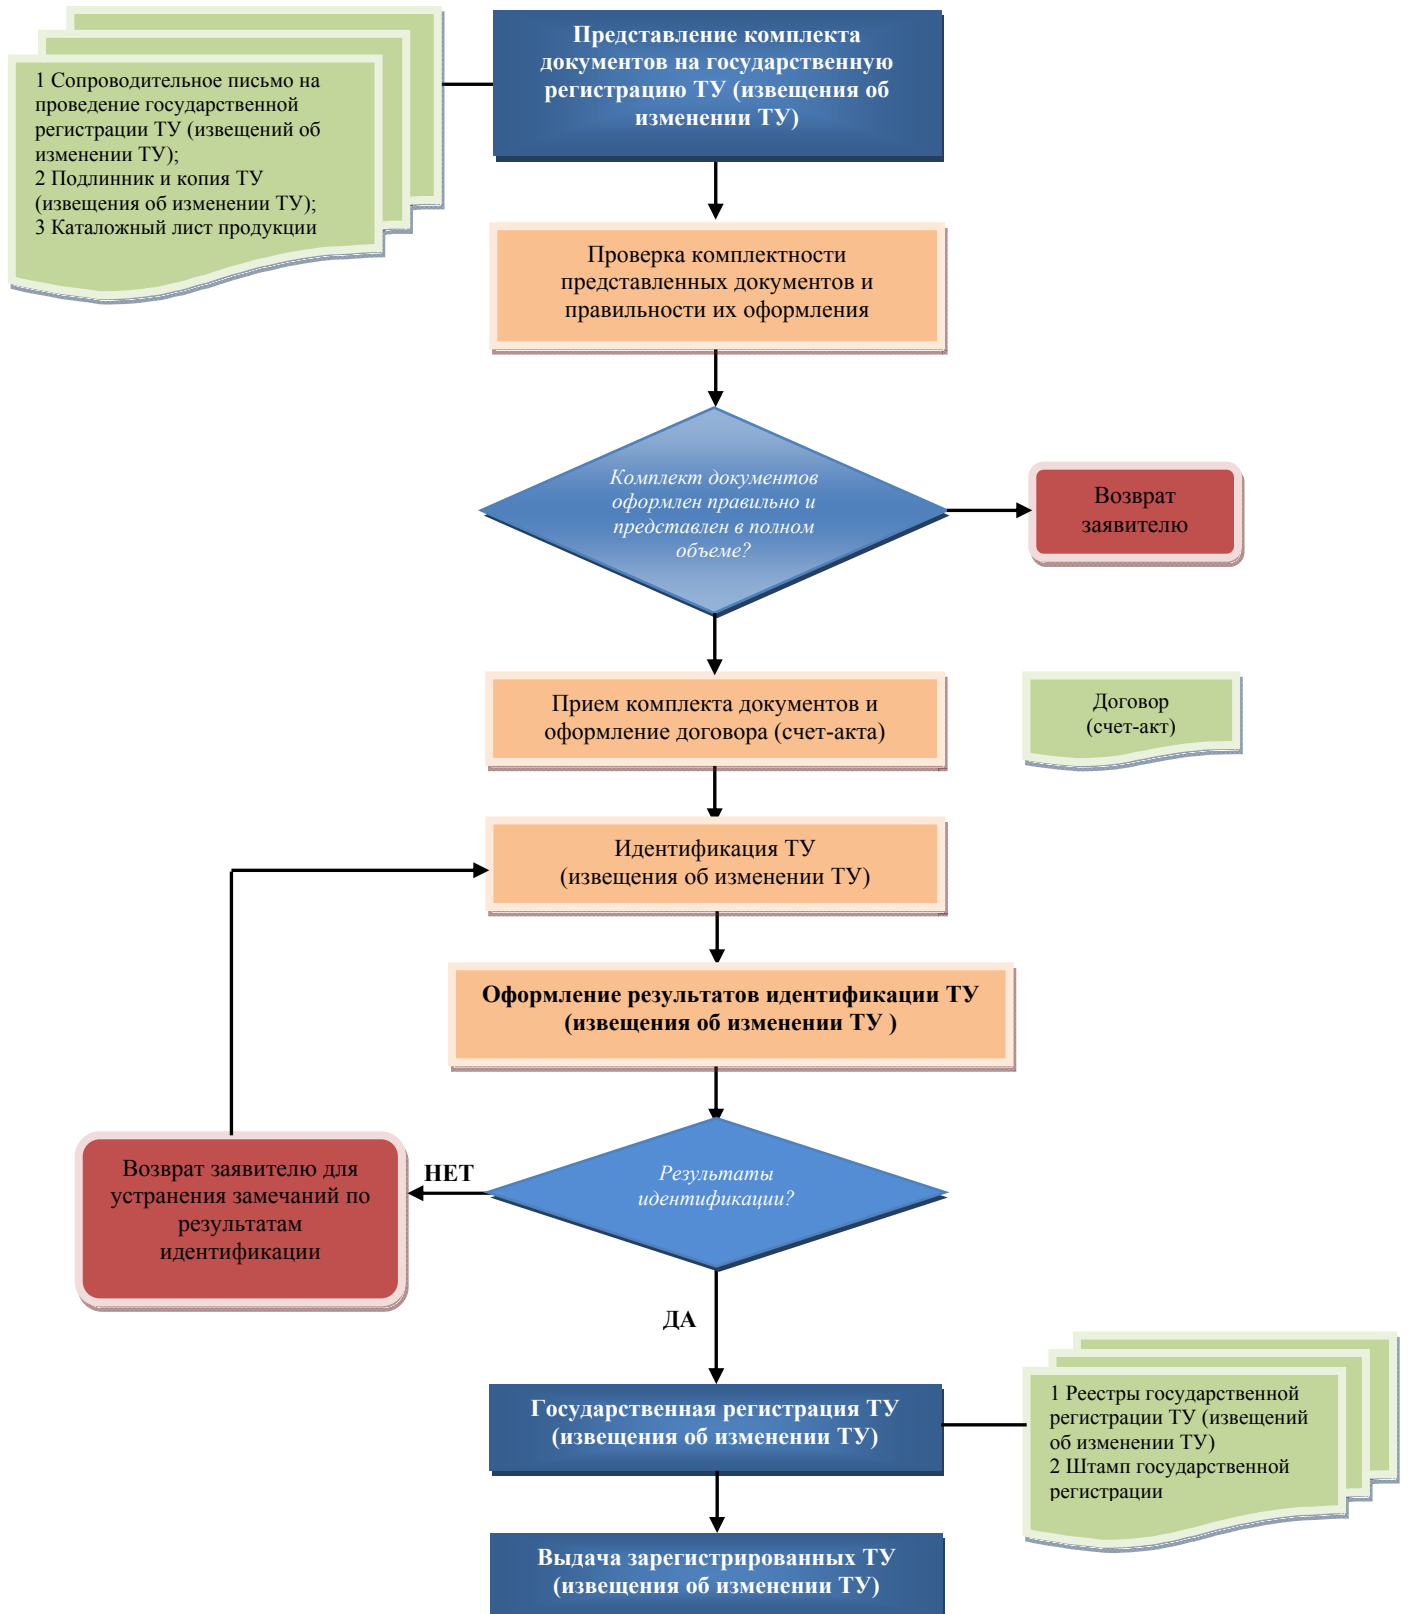 Представление комплекта
документов на государственную
регистрацию ТУ (извещения об
изменении ТУ)
1 Сопроводительное письмо на
проведение государственной
регистрации ТУ (извещений об
изменении ТУ);
2 Подлинник и копия ТУ
(извещения об изменении ТУ);
3 Каталожный лист продукции
Проверка комплектности
представленных документов и
правильности их оформления
Комплект документов
оформлен правильно и
представлен в полном
объеме?
Возврат
заявителю
Прием комплекта документов и
оформление договора (счет-акта)
Договор
(счет-акт)
Идентификация ТУ
(извещения об изменении ТУ)
Оформление результатов идентификации ТУ
(извещения об изменении ТУ )
Результаты
идентификации?
НЕТ
Возврат заявителю для
устранения замечаний по
результатам
идентификации
ДА
Государственная регистрация ТУ
(извещения об изменении ТУ)
1 Реестры государственной
регистрации ТУ (извещений
об изменении ТУ)
2 Штамп государственной
регистрации
Выдача зарегистрированных ТУ
(извещения об изменении ТУ)